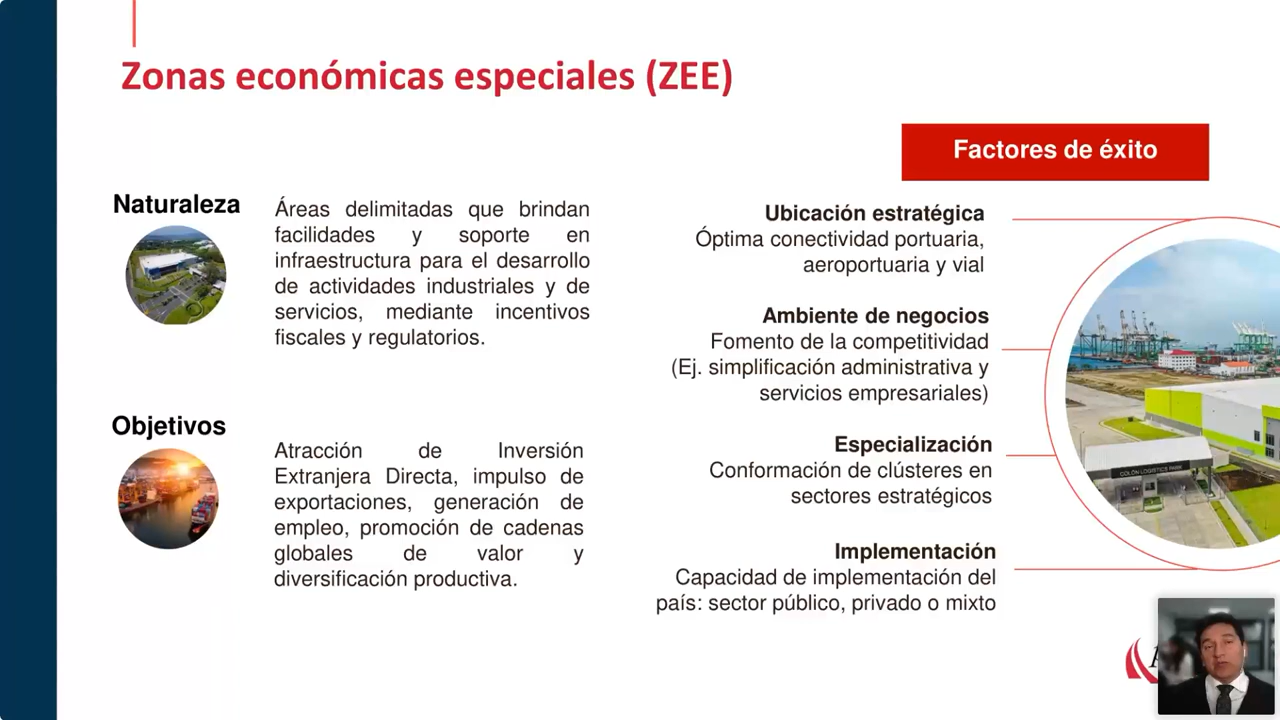 Zonas económicas especiales (ZEE)
Naturaleza
Áreas delimitadas que brindan
facilidades y soporte en
infraestructura para el desarrollo
de actividades industriales y de
servicios, mediante incentivos
fiscales y regulatorios.
Objetivos
Atracción de Inversión
Extranjera Directa, impulso de
exportaciones, generación de
empleo, promoción de cadenas
globales de valor y
diversificación productiva.
Factores de éxito
Ubicación estratégica
Óptima conectividad portuaria,
aeroportuaria y vial
Ambiente de negocios
Fomento de la competitividad
(Ej. simplificación administrativa y
servicios empresariales)
Especialización
Conformación de clústeres en
sectores estratégicos
Implementación
Capacidad de implementación del
país: sector público, privado o mixto
COLÓN LOGISTICS PARK